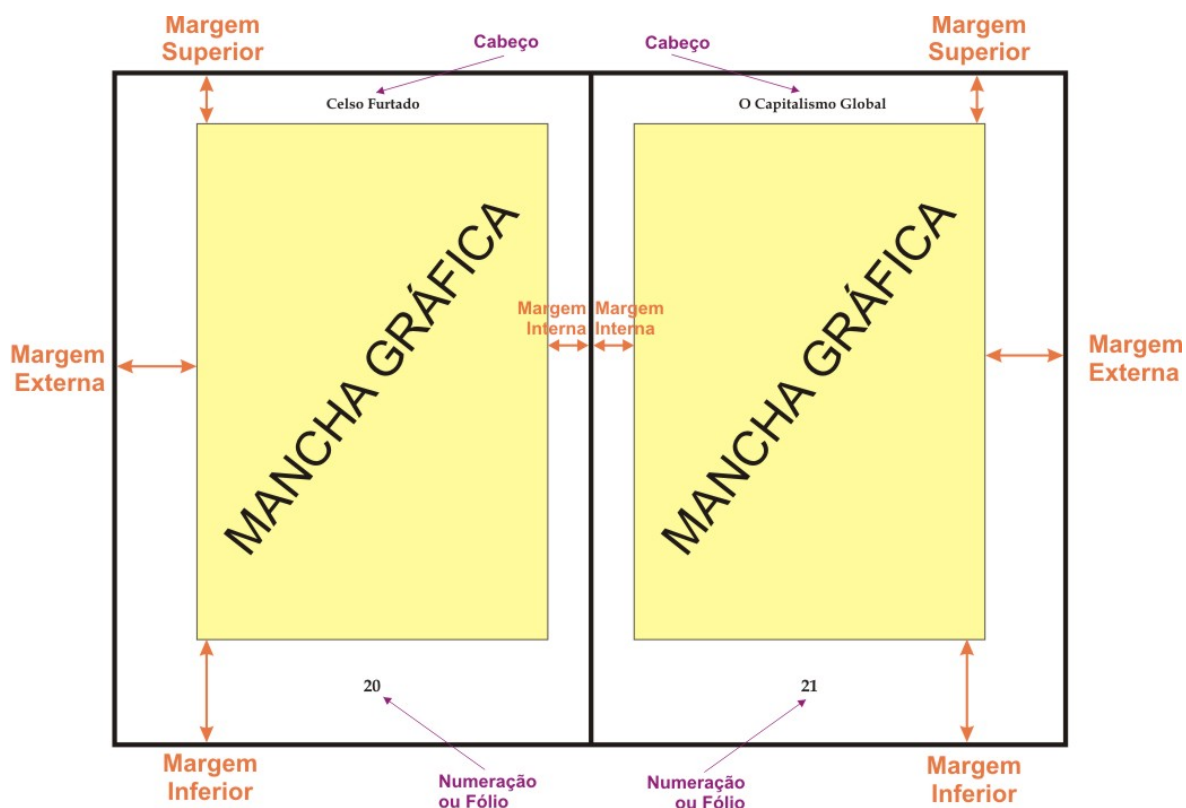 Margem
Superior
Cabeço
Cabeço
Margem
Superior
Celso Furtado
O Capitalismo Global
MANCHA GRÁFICA
MANCHA GRÁFICA
Margem
Interna
Margem
Interna
Margem
Externa
Margem
Externa
20
21
Margem
Inferior
Numeração
ou Fólio
Numeração
ou Fólio
Margem
Inferior